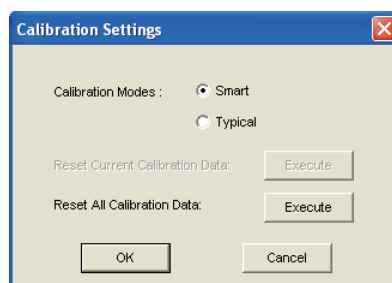 Calibration Settings
Calibration Modes : Smart
Typical
Reset Current Calibration Data: Execute
Reset All Calibration Data: Execute
OK Cancel